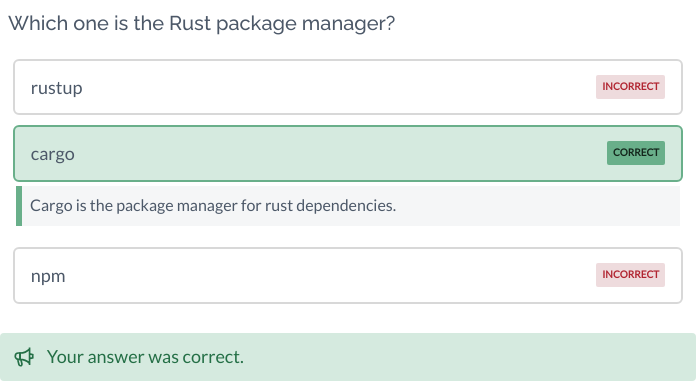 Which one is the Rust package manager?
rustup INCORRECT
cargo CORRECT
Cargo is the package manager for rust dependencies.
npm INCORRECT
Your answer was correct.